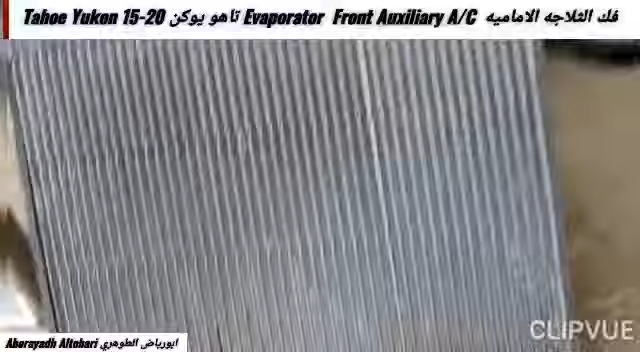 فك الثلاجه الاماميه Evaporator Front Auxiliary A/C تاهو يوكن Tahoe Yukon 15-20
CLIPVUE
Aborayadh Altohari ابورياض الطوهري